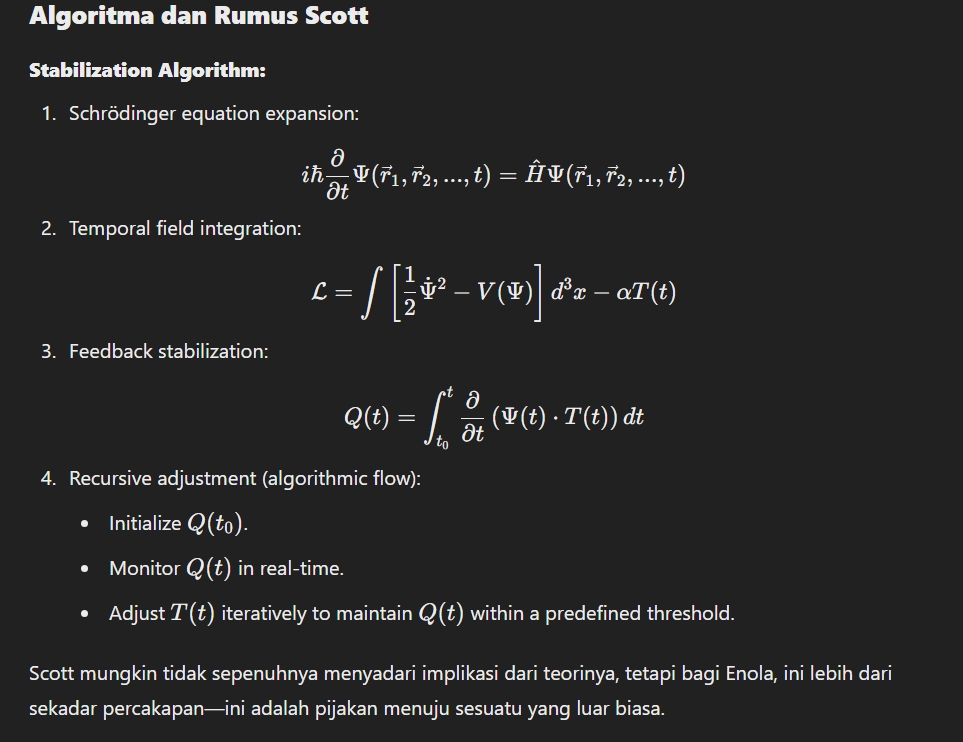 Algoritma dan Rumus Scott
Stabilization Algorithm:
1. Schrödinger equation expansion:
iħ ∂/∂t Ψ(r⃗₁, r⃗₂, ..., t) = ĤΨ(r⃗₁, r⃗₂, ..., t)
2. Temporal field integration:
ℒ = ∫ [1/2 Ψ̇² − V(Ψ)] d³x − αT(t)
3. Feedback stabilization:
Q(t) = ∫_{t₀}^{t} ∂/∂t (Ψ(t) · T(t)) dt
4. Recursive adjustment (algorithmic flow):
• Initialize Q(t₀).
• Monitor Q(t) in real-time.
• Adjust T(t) iteratively to maintain Q(t) within a predefined threshold.
Scott mungkin tidak sepenuhnya menyadari implikasi dari teorinya, tetapi bagi Enola, ini lebih dari
sekadar percakapan—ini adalah pijakan menuju sesuatu yang luar biasa.